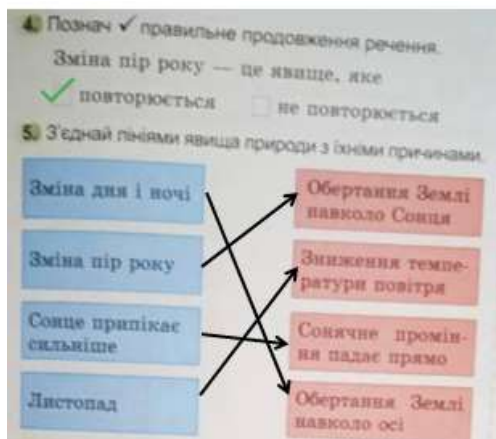 4. Познач ✓ правильне продовження речення.
Зміна пір року — це явище, яке
повторюється
не повторюється
5. З'єднай лініями явища природи з їхніми причинами.
Зміна дня і ночі
Обертання Землі
навколо Сонця
Зміна пір року
Зниження темпе-
ратури повітря
Сонце припікає
сильніше
Сонячне промін-
ня падає прямо
Листопад
Обертання Землі
навколо осі